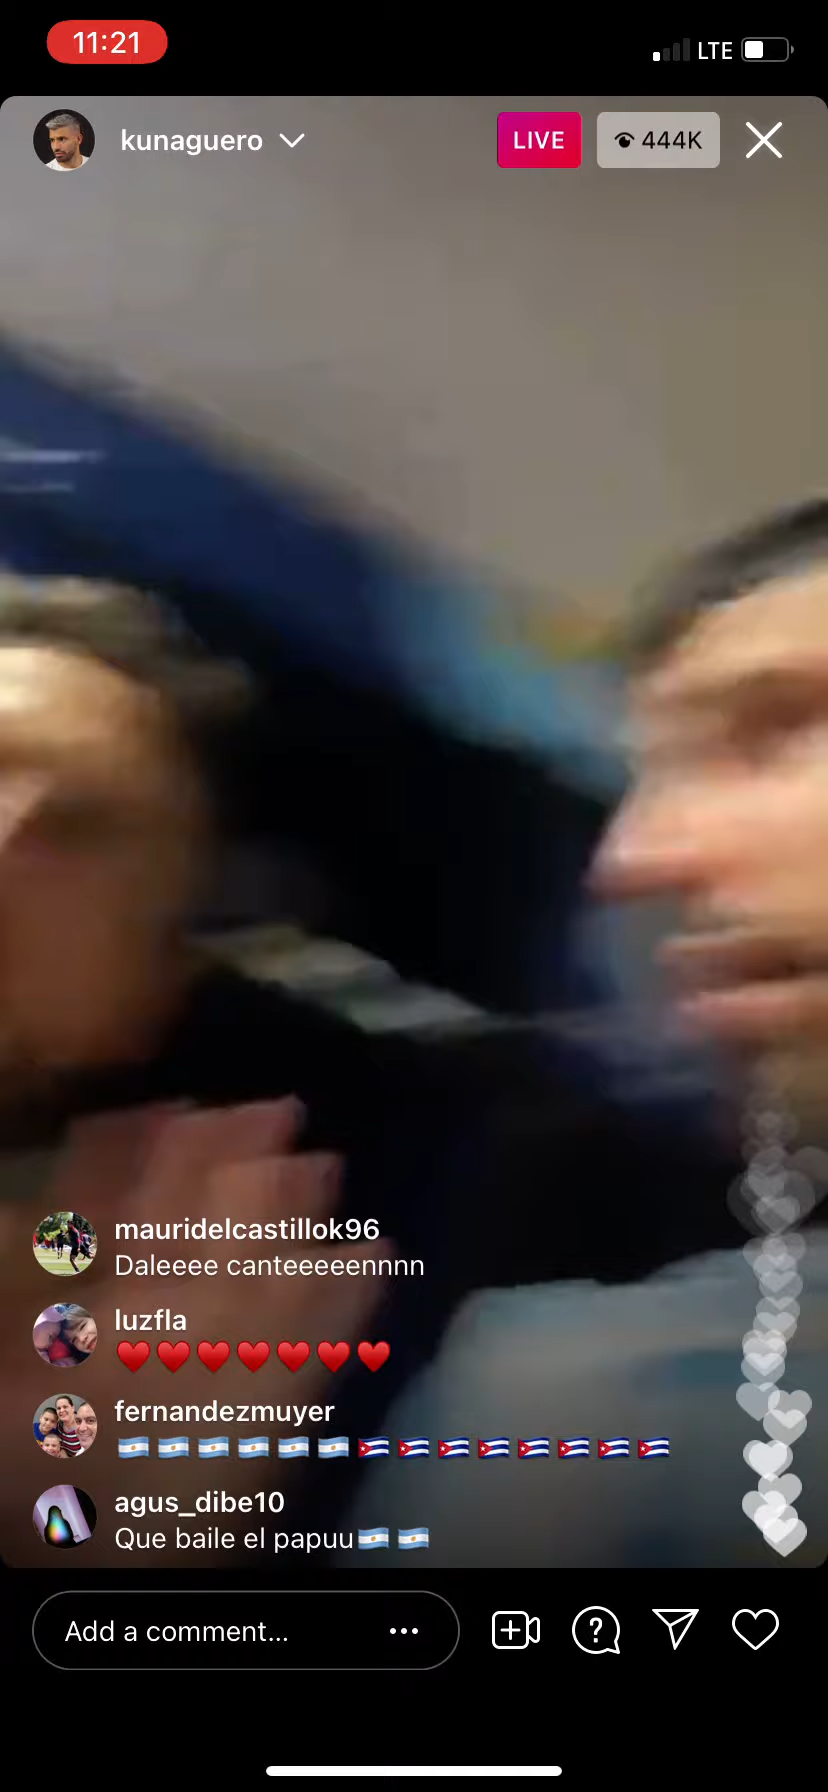 11:21
LTE
kunaguero
LIVE
444K
mauridelcastillok96
Daleeee canteeeeennnn
luzfla
♥️♥️♥️♥️♥️♥️♥️
fernandezmuyer
🇦🇷🇦🇷🇦🇷🇦🇷🇦🇷🇦🇷🇨🇺🇨🇺🇨🇺🇨🇺🇨🇺🇨🇺🇨🇺🇨🇺
agus_dibe10
Que baile el papuu🇦🇷🇦🇷
Add a comment...